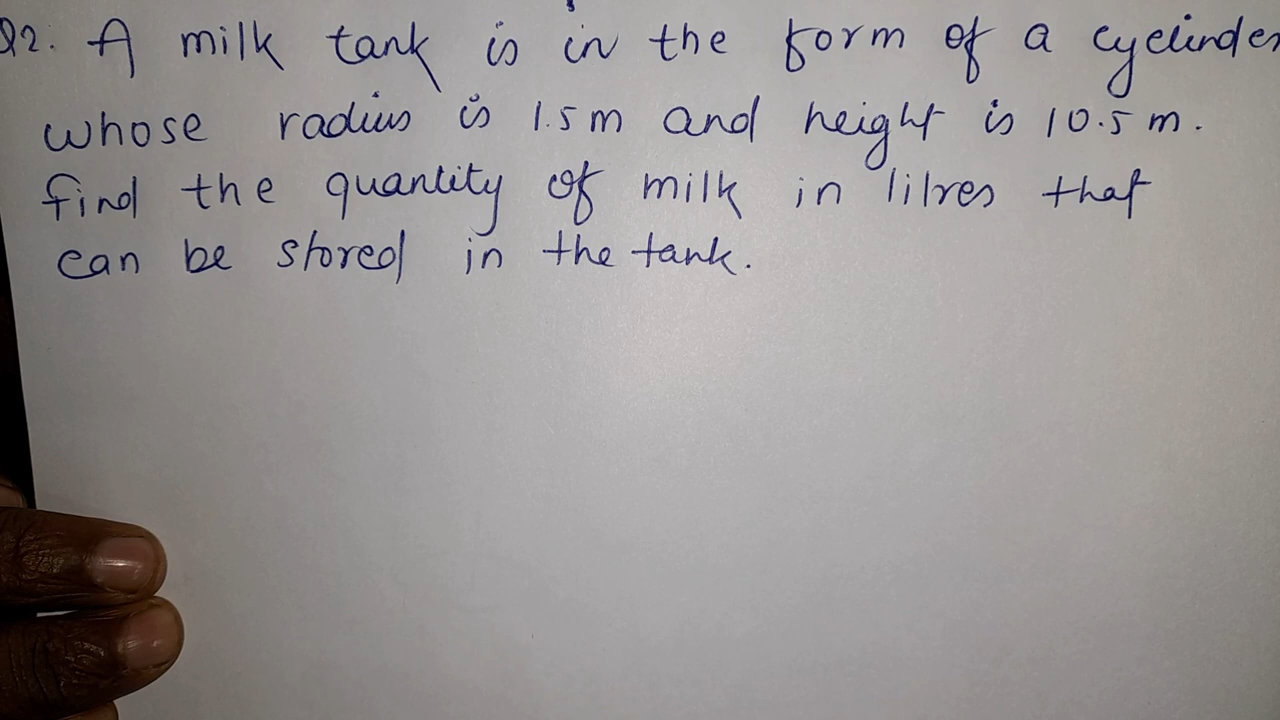 Q2. A milk tank is in the form of a cylinder
whose radius is 1.5 m and height is 10.5 m.
find the quantity of milk in litres that
can be stored in the tank.